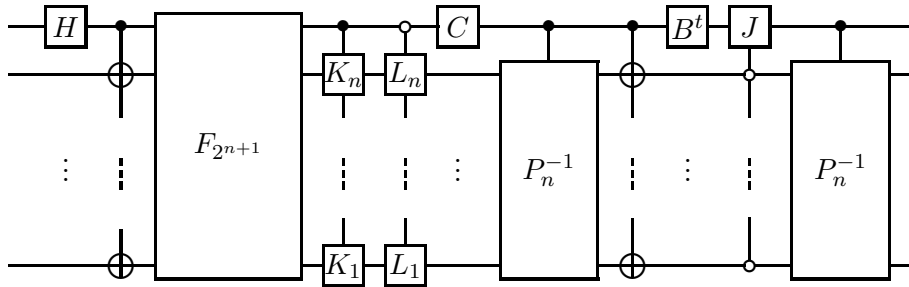 H K_n L_n C B^t J
F_{2^{n+1}} P_n^{-1} P_n^{-1}
⋮ ⋮ ⋮
K_1 L_1